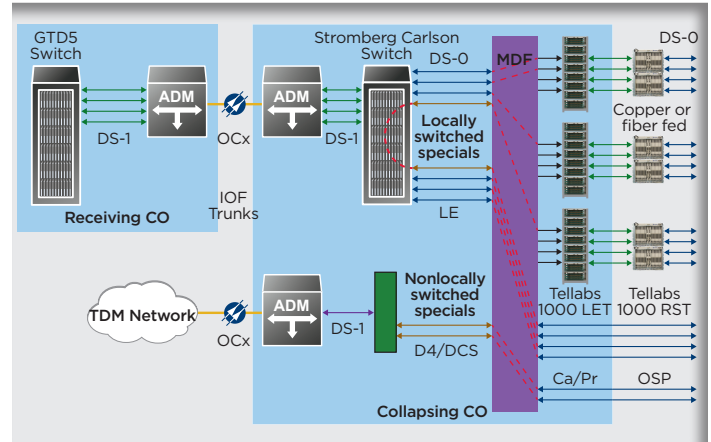 GTD5
Switch
ADM
DS-1
Receiving CO
OCx
IOF
Trunks
Stromberg Carlson
Switch
ADM
DS-1
DS-0
Locally
switched
specials
LE
MDF
DS-0
Copper or
fiber fed
Tellabs
1000 LET
Tellabs
1000 RST
TDM Network
OCx
ADM
DS-1
Nonlocally
switched
specials
D4/DCS
Ca/Pr
OSP
Collapsing CO